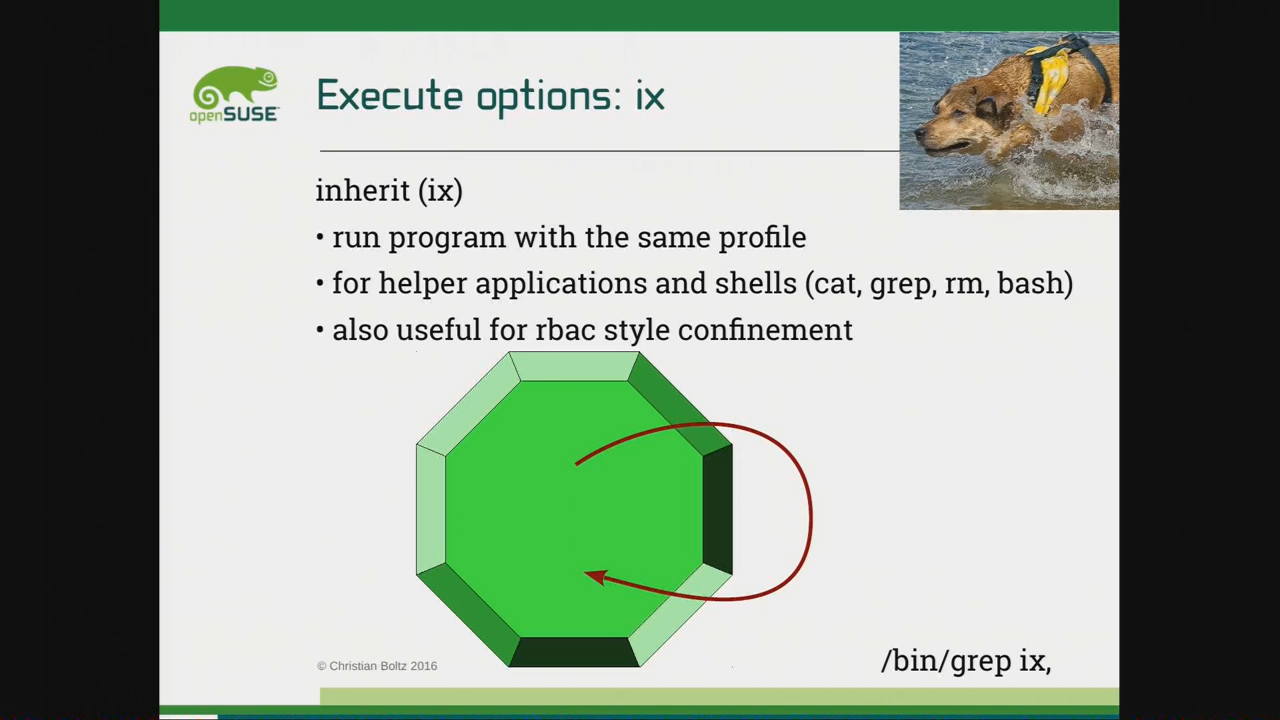 openSUSE
Execute options: ix
inherit (ix)
• run program with the same profile
• for helper applications and shells (cat, grep, rm, bash)
• also useful for rbac style confinement
© Christian Boltz 2016
/bin/grep ix,